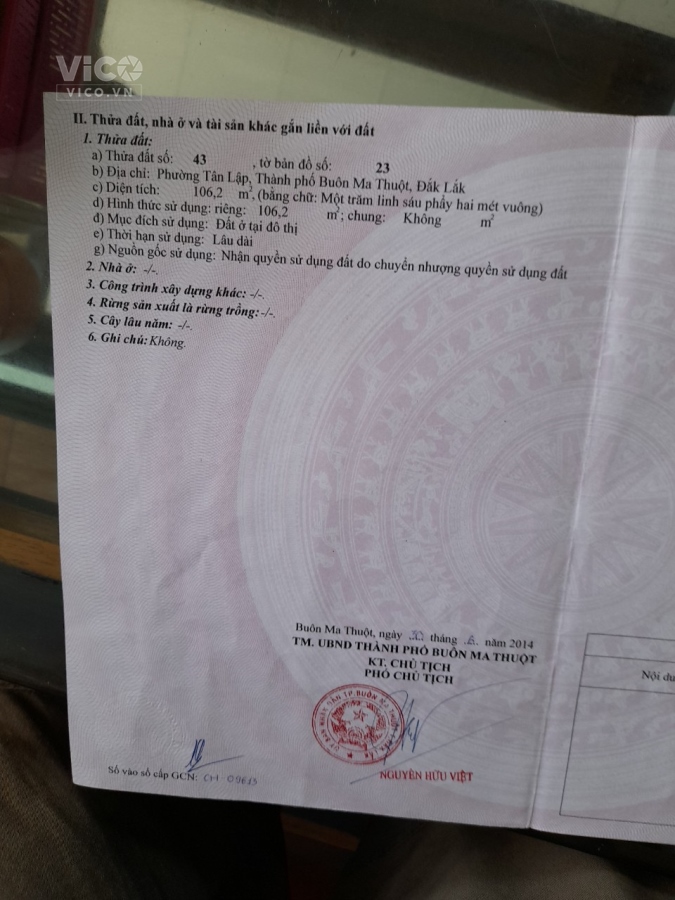 ViCO
VICO.VN
II. Thửa đất, nhà ở và tài sản khác gắn liền với đất
1. Thửa đất:
a) Thửa đất số: 43 , tờ bản đồ số: 23
b) Địa chỉ: Phường Tân Lập, Thành phố Buôn Ma Thuột, Đắk Lắk
c) Diện tích: 106,2 m², (bằng chữ: Một trăm linh sáu phẩy hai mét vuông)
d) Hình thức sử dụng: riêng: 106,2 m²; chung: Không m²
đ) Mục đích sử dụng: Đất ở tại đô thị
e) Thời hạn sử dụng: Lâu dài
g) Nguồn gốc sử dụng: Nhận quyền sử dụng đất do chuyển nhượng quyền sử dụng đất
2. Nhà ở: -/-.
3. Công trình xây dựng khác: -/-.
4. Rừng sản xuất là rừng trồng: -/-.
5. Cây lâu năm: -/-.
6. Ghi chú: Không.
Buôn Ma Thuột, ngày tháng năm 2014
TM. UBND THÀNH PHỐ BUÔN MA THUỘT
KT. CHỦ TỊCH
PHÓ CHỦ TỊCH
NGUYỄN HỮU VIỆT
Số vào sổ cấp GCN: CH 09615
Nội du